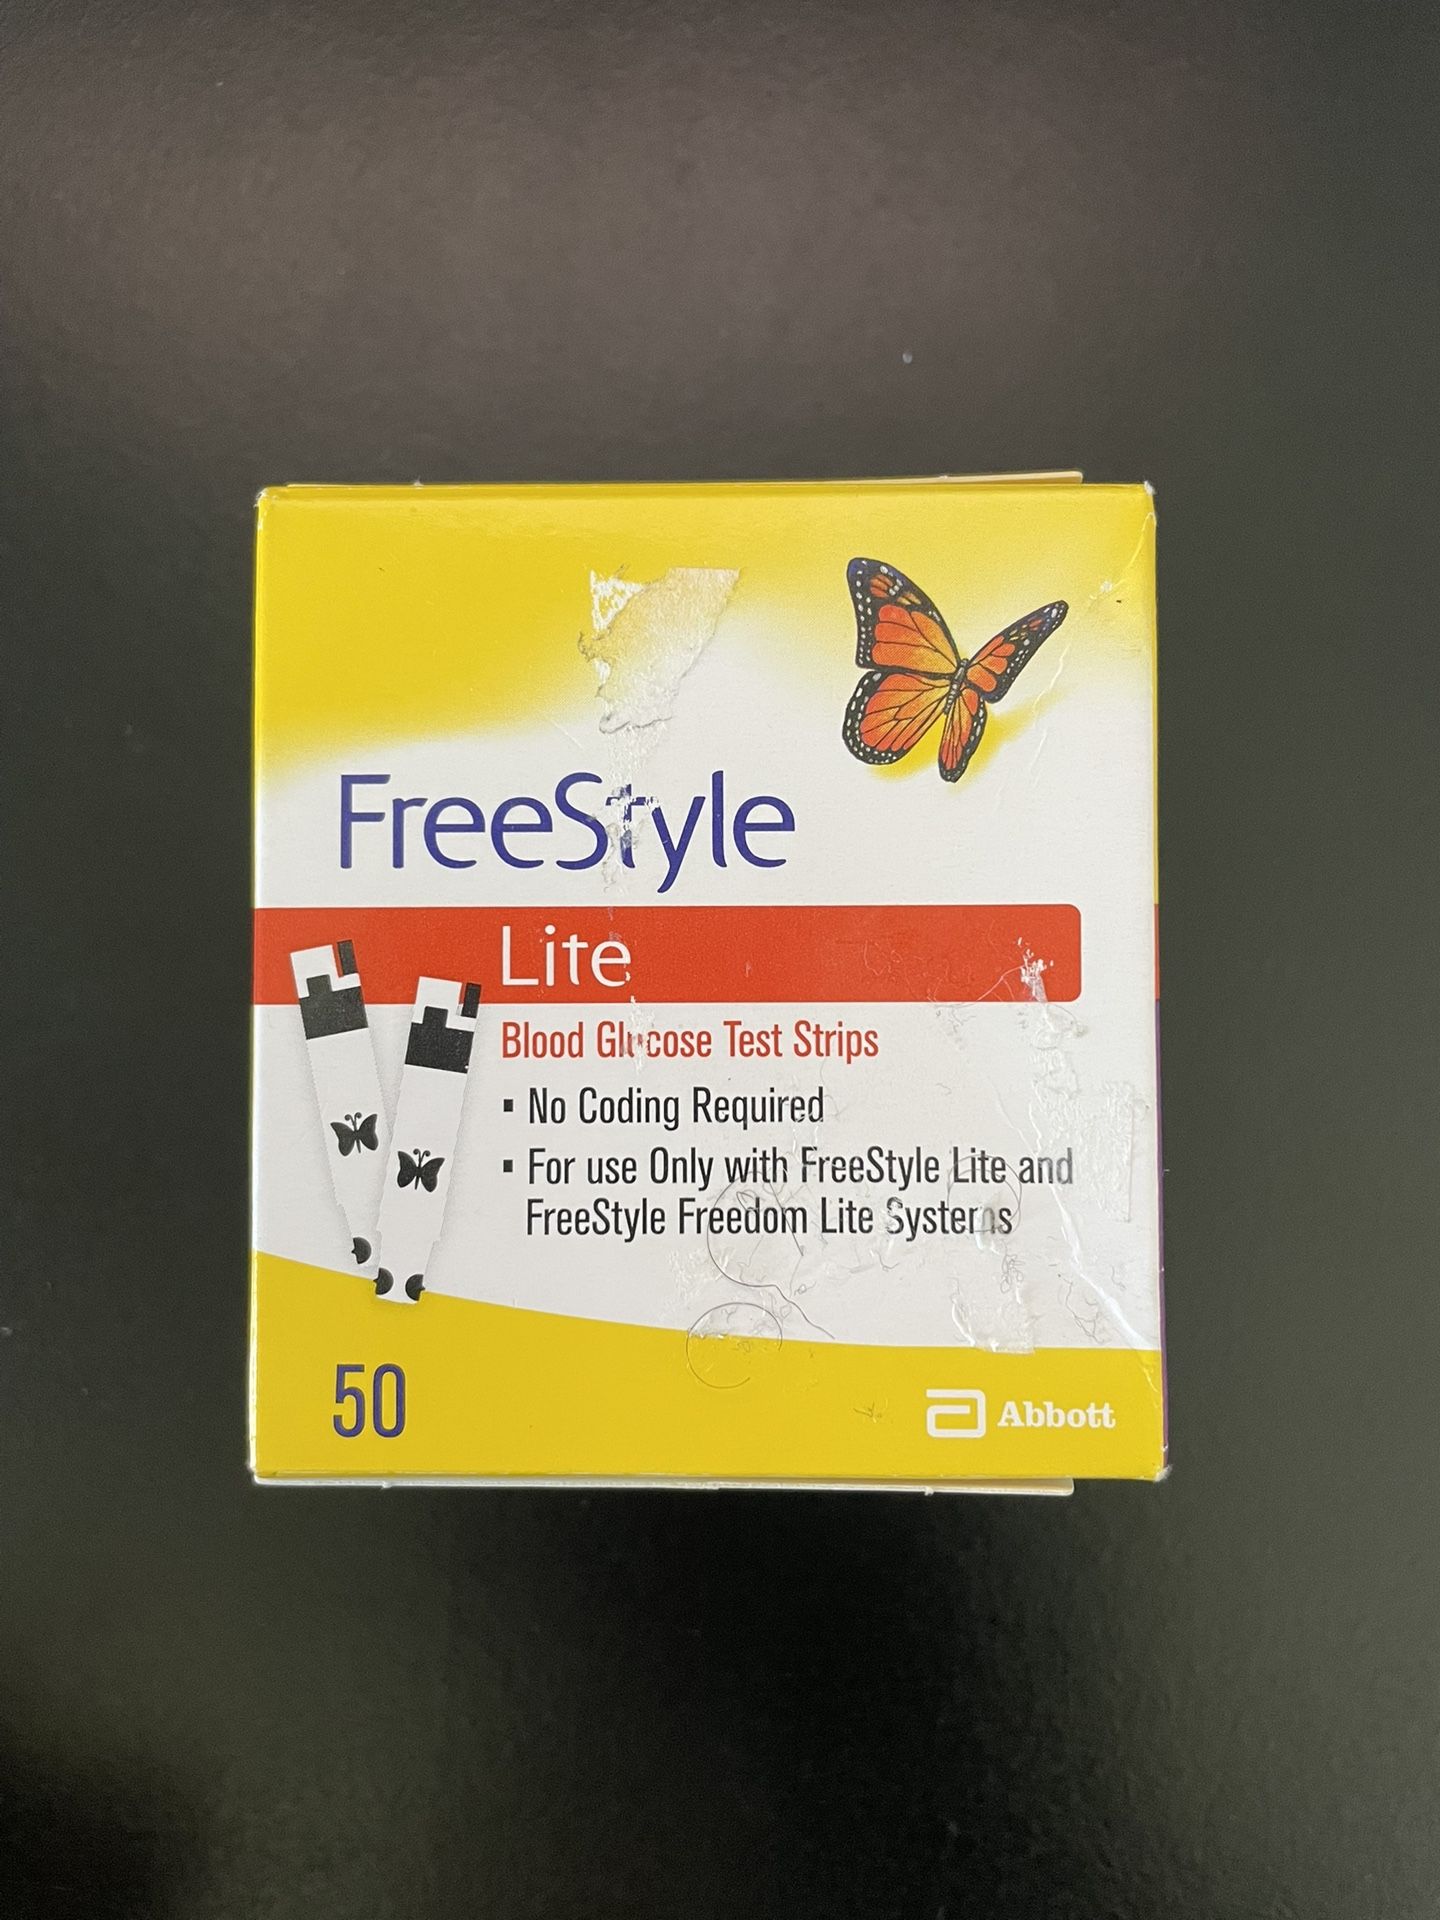 FreeStyle
Lite
Blood Glucose Test Strips
▪ No Coding Required
▪ For use Only with FreeStyle Lite and
FreeStyle Freedom Lite Systems
50
Abbott